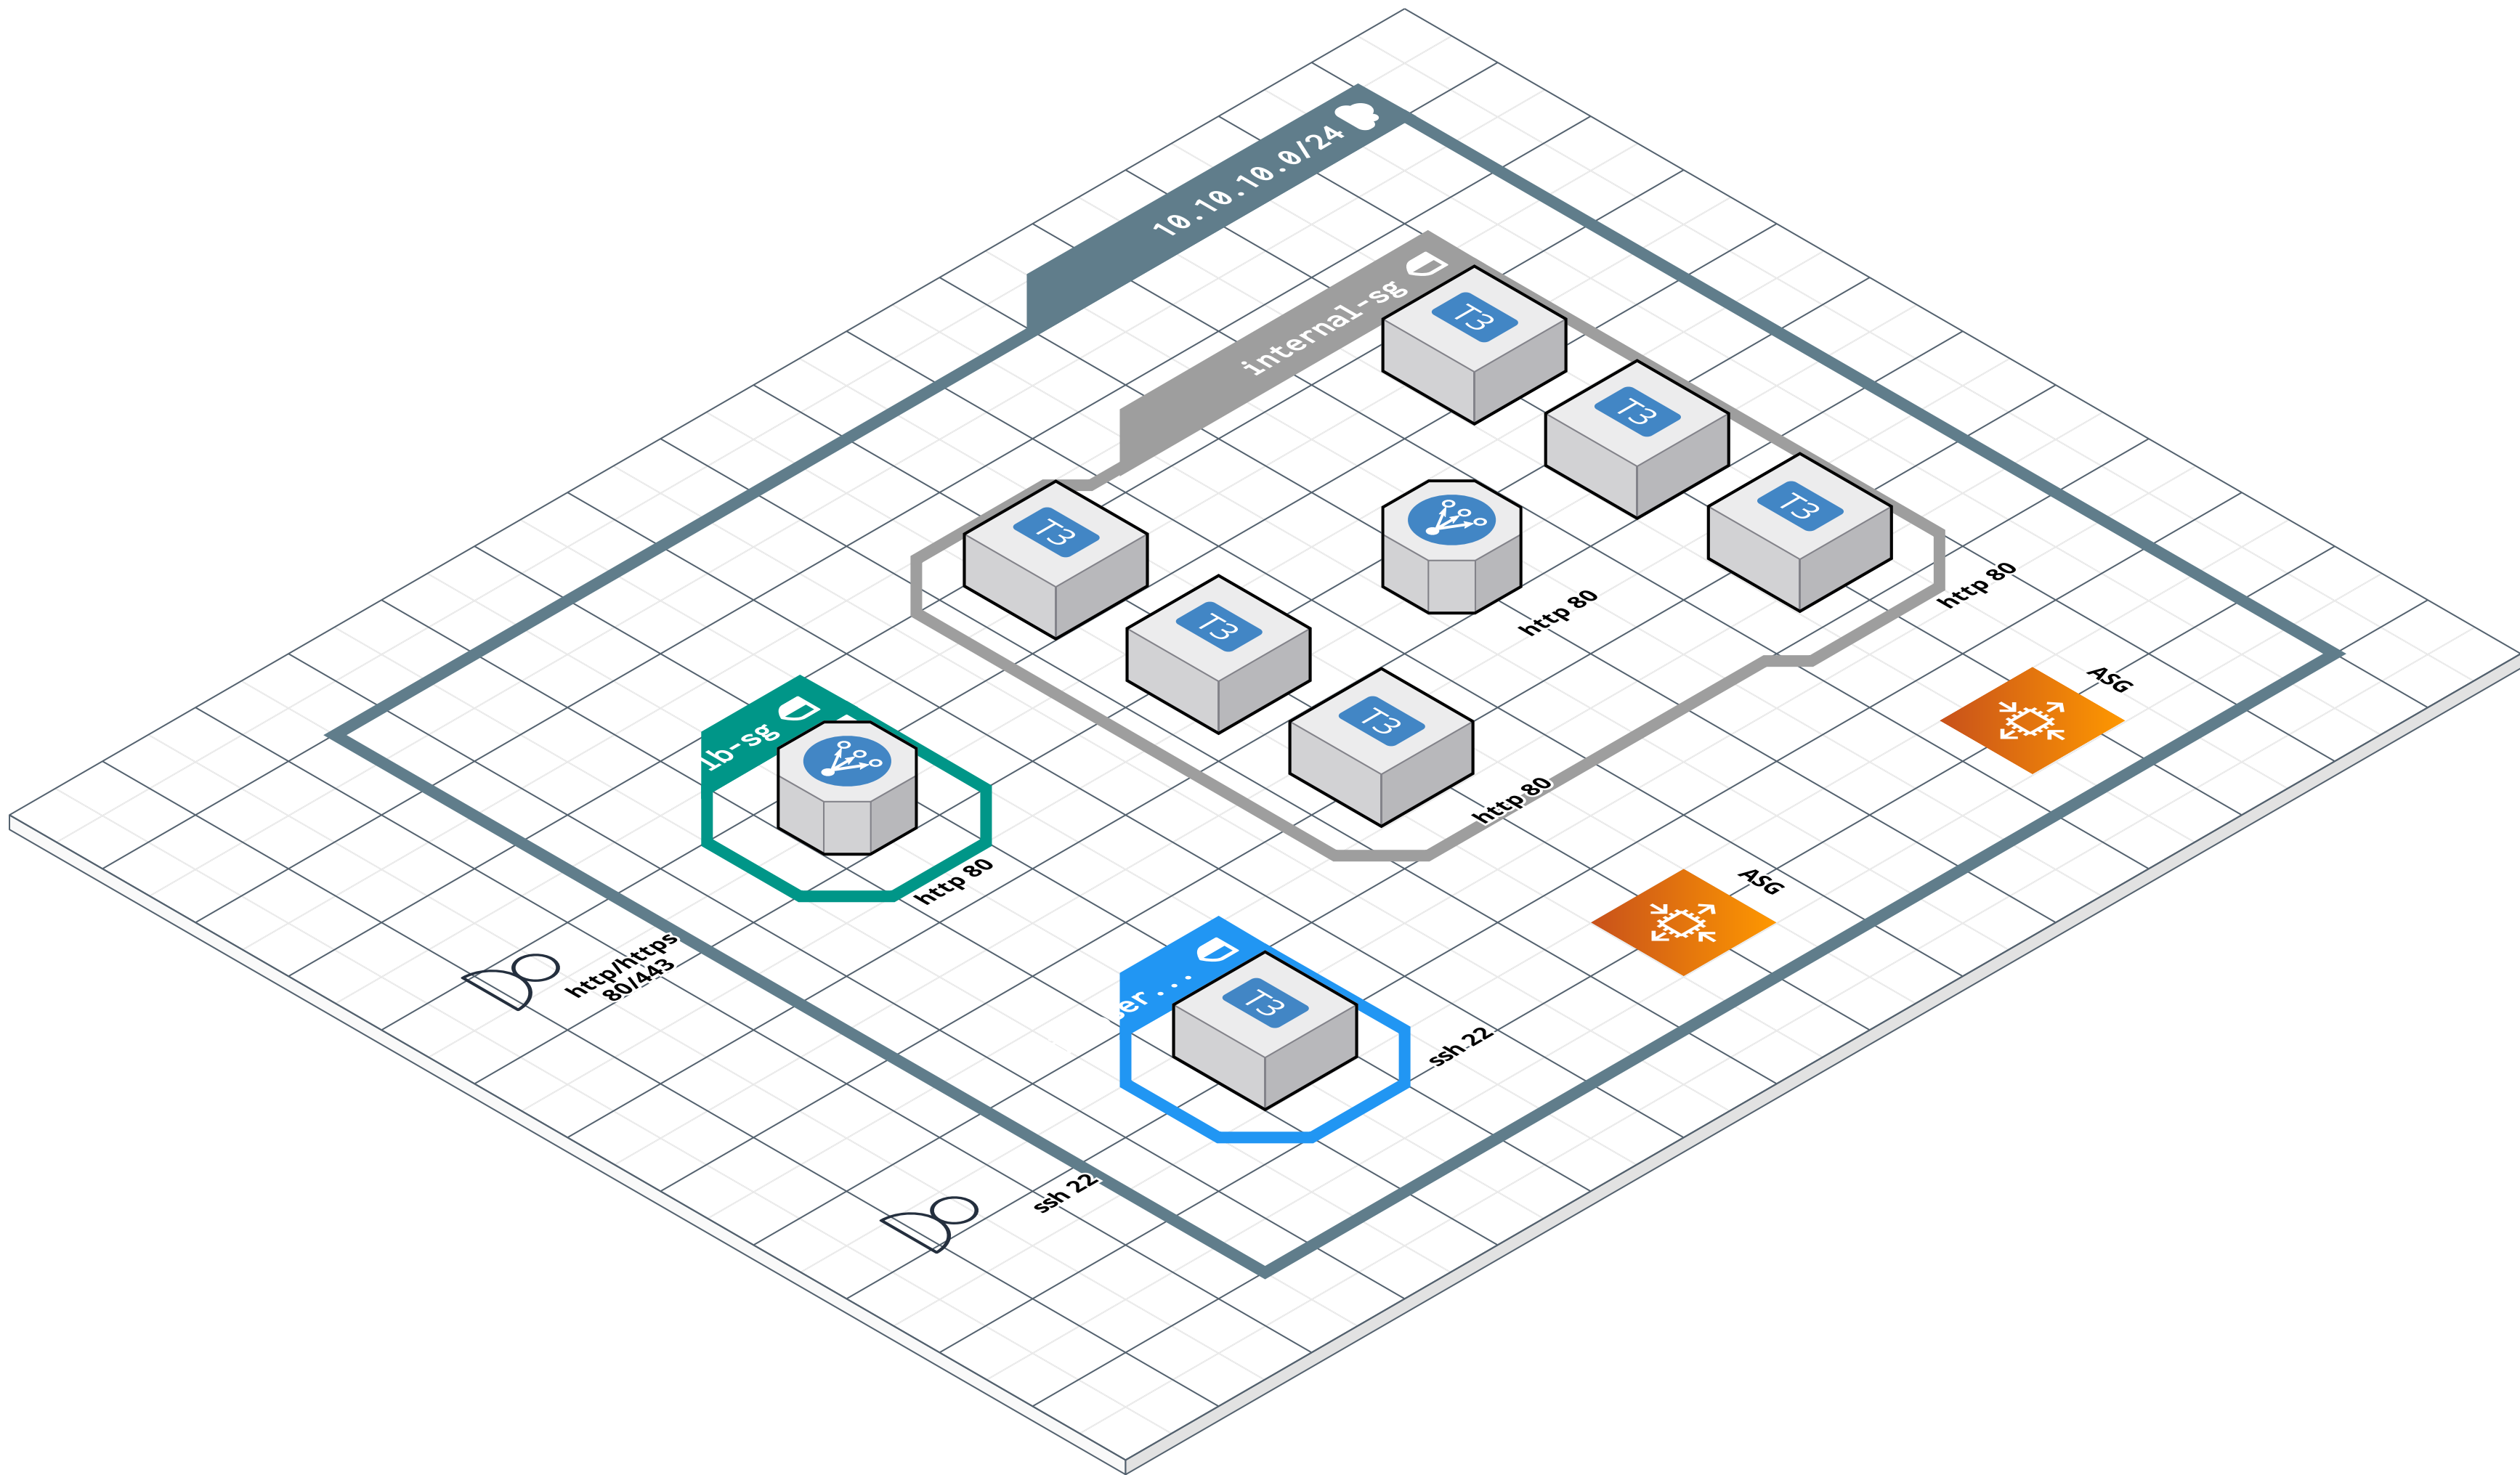 10.10.10.0/24
internal-sg
T3
T3
T3
T3
T3
T3
http 80
http 80
ASG
lb-sg
http 80
http 80
ASG
http/https
80/443
T3
ssh 22
ssh 22